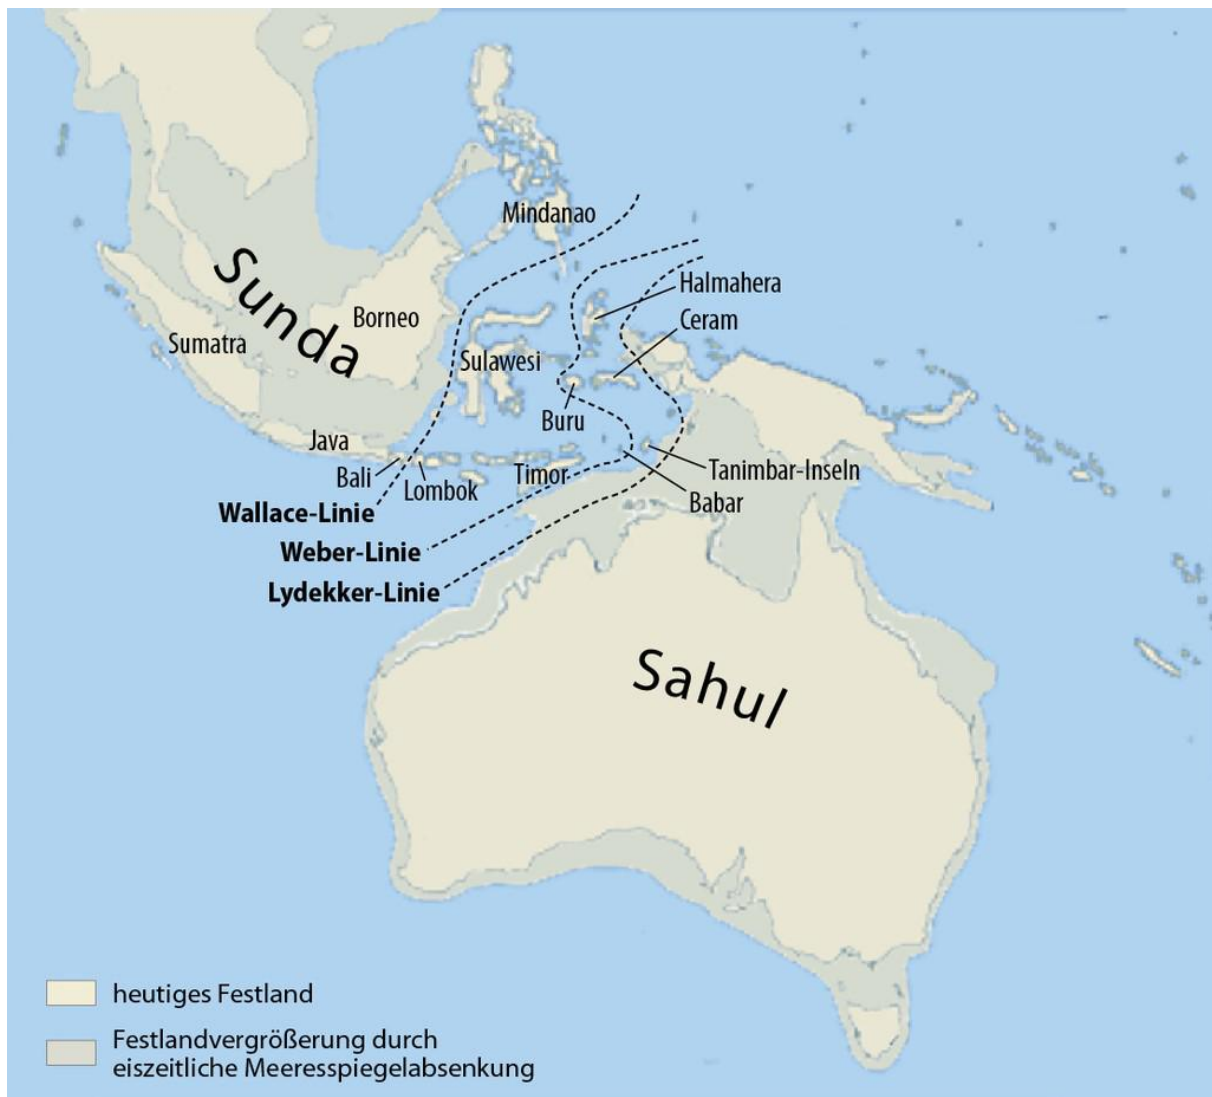 Mindanao
Halmahera
Ceram
Sunda
Borneo
Sumatra
Sulawesi
Buru
Java
Bali
Lombok
Timor
Tanimbar-Inseln
Babar
Wallace-Linie
Weber-Linie
Lydekker-Linie
Sahul
heutiges Festland
Festlandvergrößerung durch
eiszeitliche Meeresspiegelabsenkung